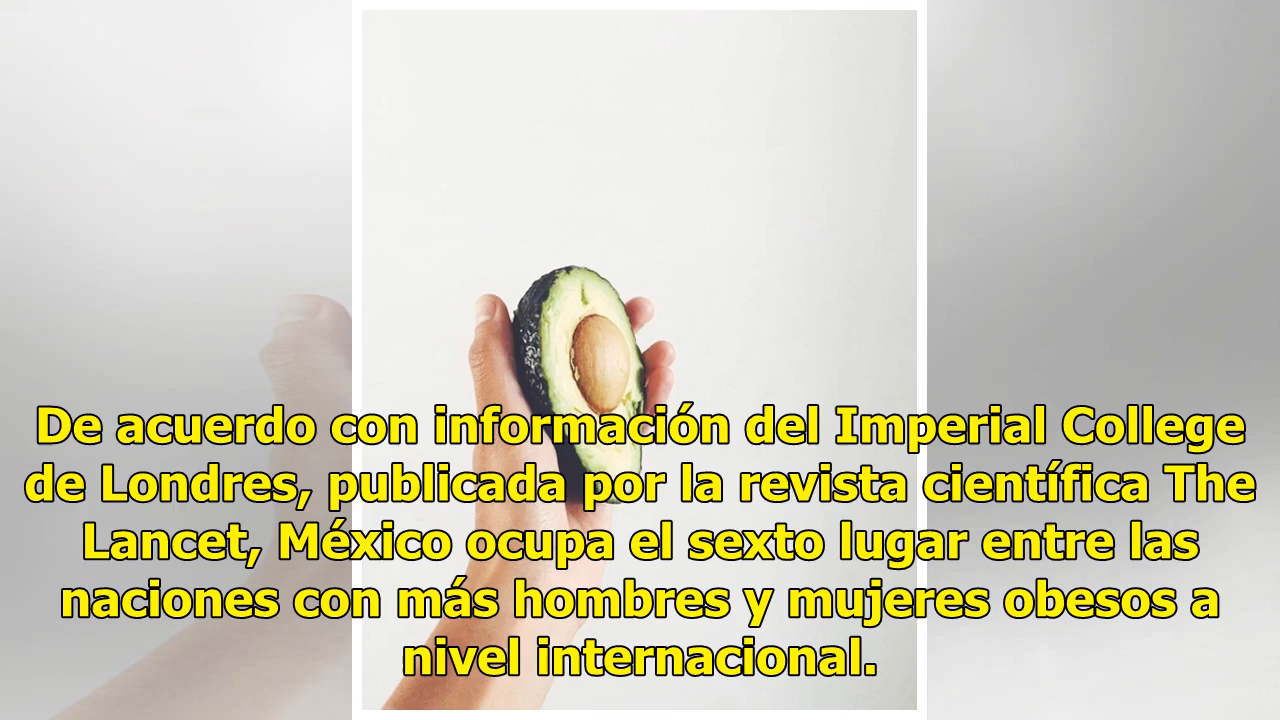 De acuerdo con información del Imperial College
de Londres, publicada por la revista científica The
Lancet, México ocupa el sexto lugar entre las
naciones con más hombres y mujeres obesos a
nivel internacional.